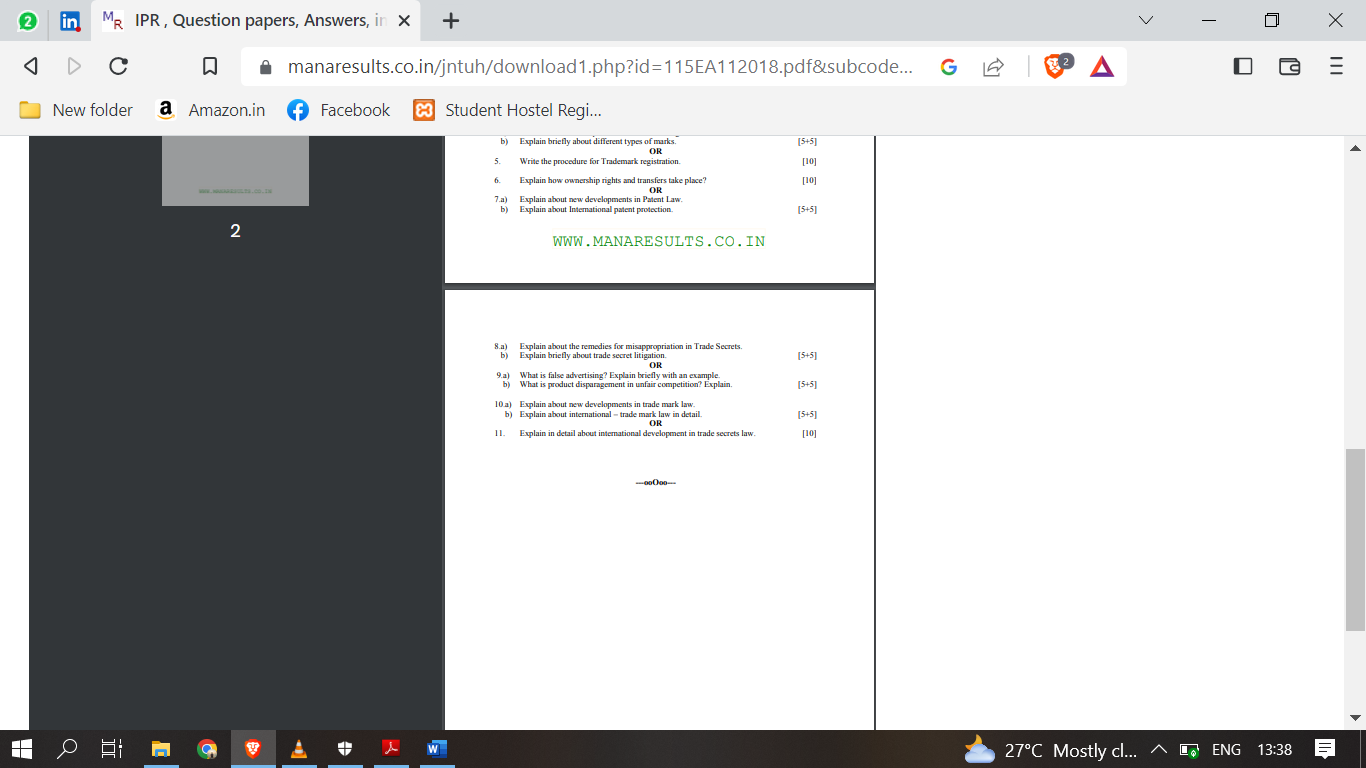 2
IPR , Question papers, Answers, in
manaresults.co.in/jntuh/download1.php?id=115EA112018.pdf&subcode...
2
New folder
Amazon.in
Facebook
Student Hostel Regi...
b) Explain briefly about different types of marks. [5+5]
OR
5. Write the procedure for Trademark registration. [10]
6. Explain how ownership rights and transfers take place? [10]
OR
7.a) Explain about new developments in Patent Law.
b) Explain about International patent protection. [5+5]
WWW.MANARESULTS.CO.IN
WWW.MANARESULTS.CO.IN
2
8.a) Explain about the remedies for misappropriation in Trade Secrets.
b) Explain briefly about trade secret litigation. [5+5]
OR
9.a) What is false advertising? Explain briefly with an example.
b) What is product disparagement in unfair competition? Explain. [5+5]
10.a) Explain about new developments in trade mark law.
b) Explain about international – trade mark law in detail. [5+5]
OR
11. Explain in detail about international development in trade secrets law. [10]
---ooOoo---
27°C Mostly cl... ENG 13:38